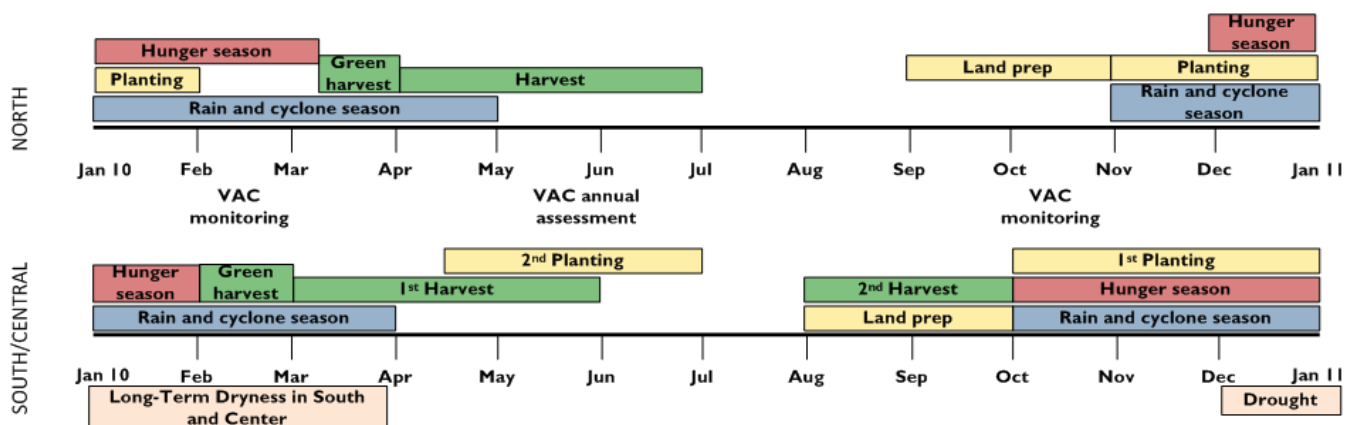 NORTH
Hunger
season
Hunger season
Green
harvest
Planting
Harvest
Land prep
Planting
Rain and cyclone season
Rain and cyclone
season
Jan 10 Feb Mar Apr May Jun Jul Aug Sep Oct Nov Dec Jan 11
VAC
monitoring
VAC annual
assessment
VAC
monitoring
SOUTH/CENTRAL
2nd Planting
1st Planting
Hunger
season
Green
harvest
1st Harvest
2nd Harvest
Hunger season
Rain and cyclone season
Land prep
Rain and cyclone season
Jan 10 Feb Mar Apr May Jun Jul Aug Sep Oct Nov Dec Jan 11
Long-Term Dryness in South
and Center
Drought